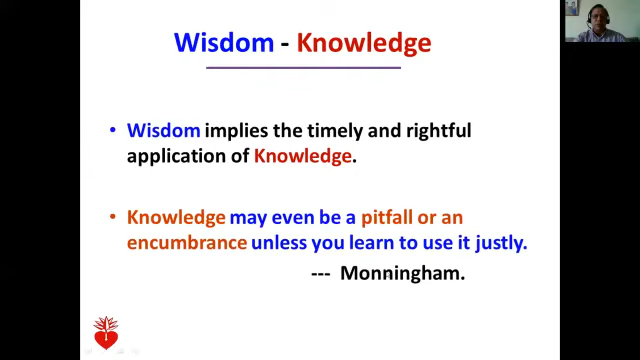 Wisdom - Knowledge
• Wisdom implies the timely and rightful
application of Knowledge.
• Knowledge may even be a pitfall or an
encumbrance unless you learn to use it justly.
--- Monningham.